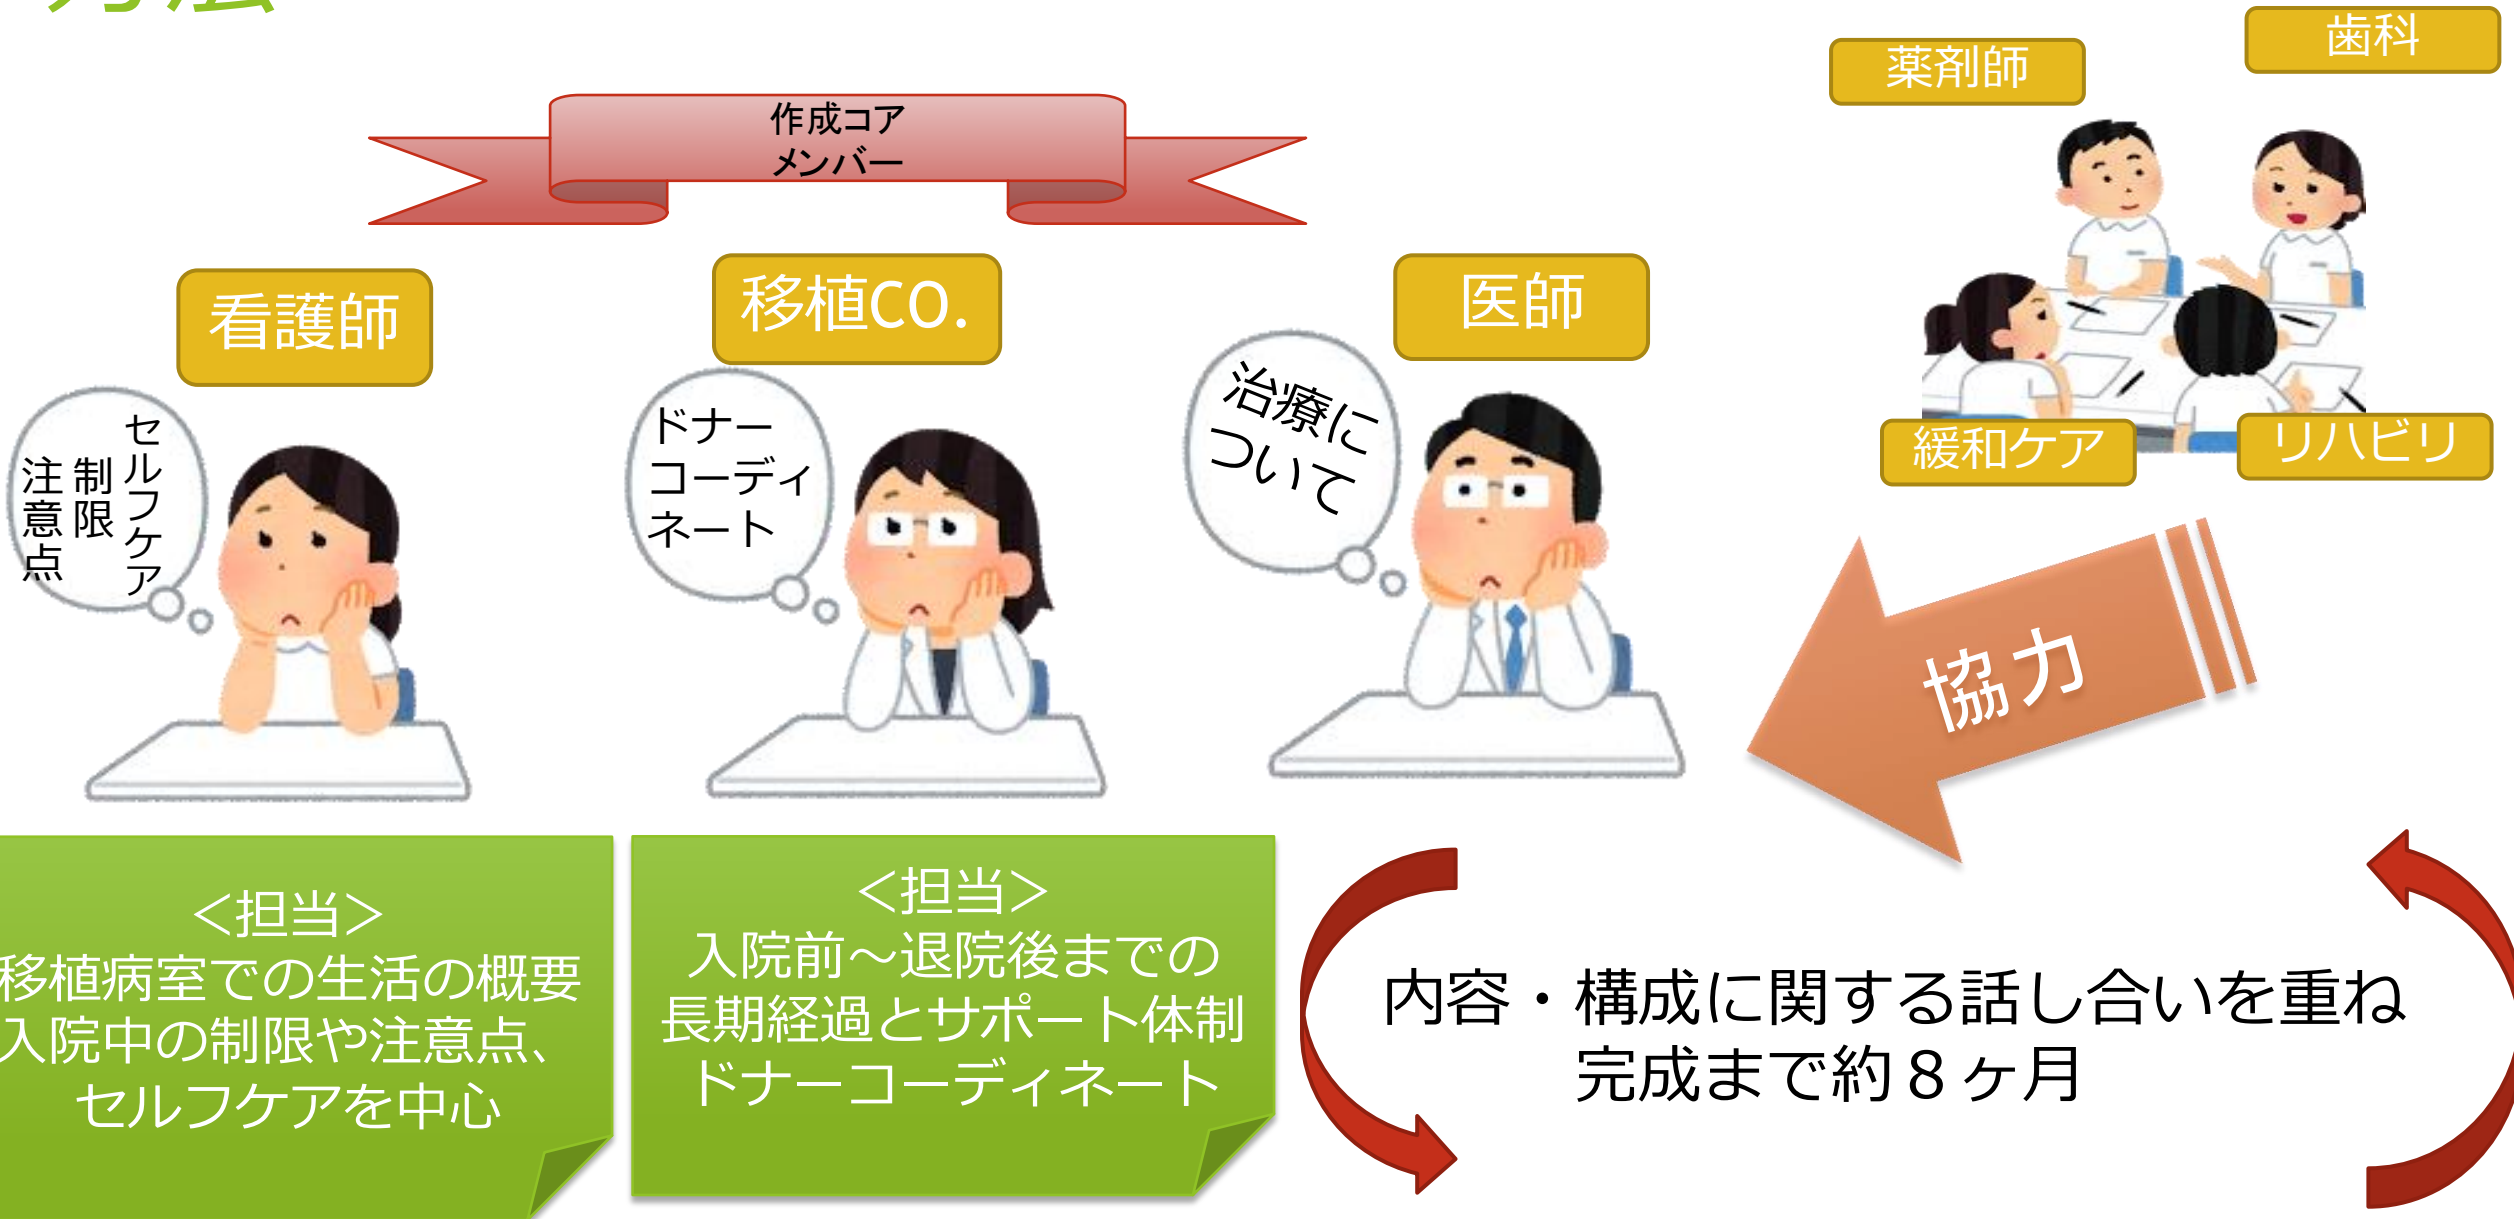 方法
作成コア
メンバー
看護師
移植CO.
医師
薬剤師
歯科
緩和ケア
リハビリ
セルフケア
制限
注意点
ドナー
コーディ
ネート
治療に
ついて
協力
＜担当＞
移植病室での生活の概要
入院中の制限や注意点、
セルフケアを中心
＜担当＞
入院前～退院後までの
長期経過とサポート体制
ドナーコーディネート
内容・構成に関する話し合いを重ね
完成まで約８ヶ月